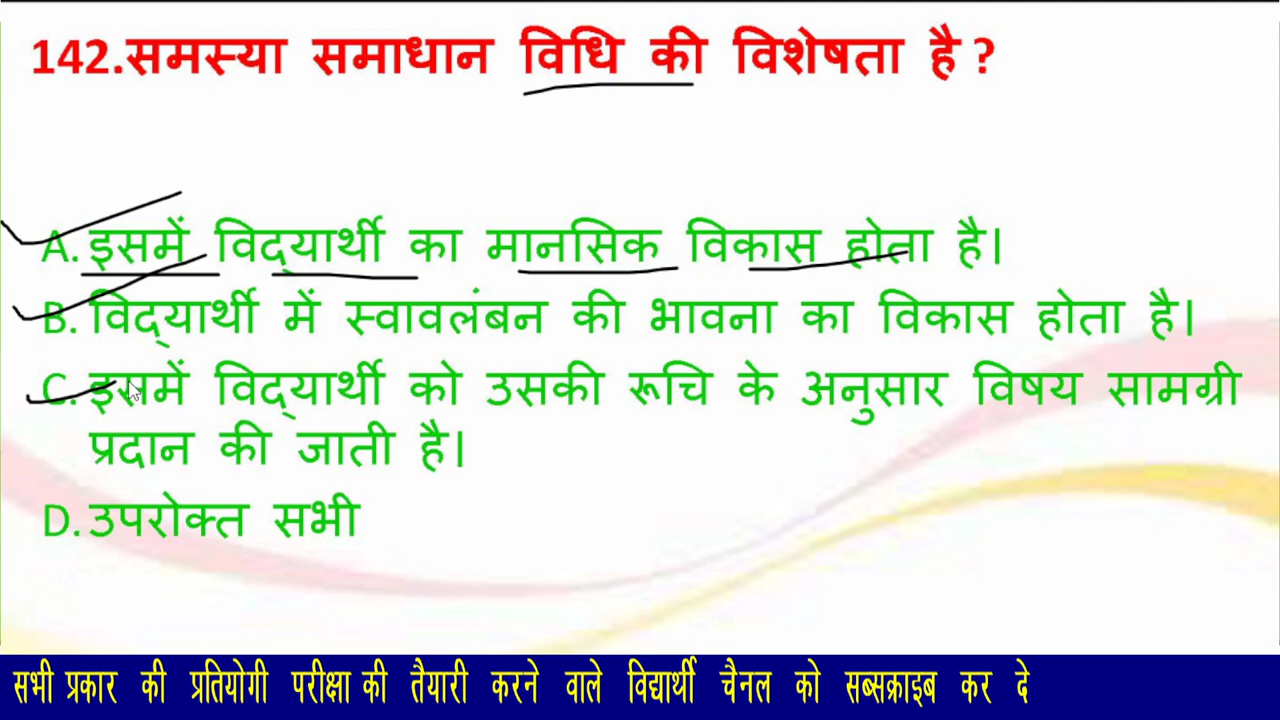 142.समस्या समाधान विधि की विशेषता है ?
A. इसमें विद्यार्थी का मानसिक विकास होता है।
B. विद्यार्थी में स्वावलंबन की भावना का विकास होता है।
C. इसमें विद्यार्थी को उसकी रूचि के अनुसार विषय सामग्री
प्रदान की जाती है।
D. उपरोक्त सभी
सभी प्रकार की प्रतियोगी परीक्षा की तैयारी करने वाले विद्यार्थी चैनल को सब्सक्राइब कर दे